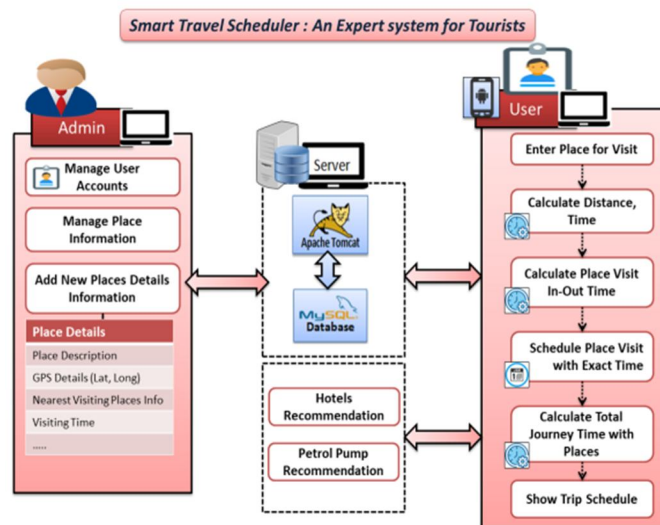 Smart Travel Scheduler : An Expert system for Tourists
Admin
Manage User
Accounts
Manage Place
Information
Add New Places Details
Information
Place Details
Place Description
GPS Details (Lat, Long)
Nearest Visiting Places Info
Visiting Time
.....
Server
Apache Tomcat
MySQL
Database
Hotels
Recommendation
Petrol Pump
Recommendation
User
Enter Place for Visit
Calculate Distance,
Time
Calculate Place Visit
In-Out Time
Schedule Place Visit
with Exact Time
Calculate Total
Journey Time with
Places
Show Trip Schedule